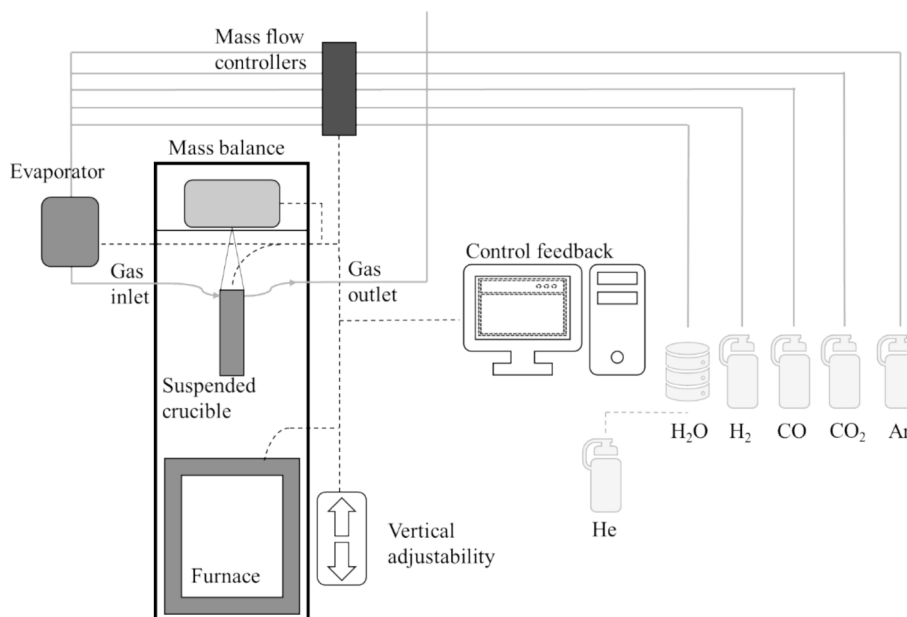 Mass flow
controllers
Mass balance
Evaporator
Control feedback
Gas
inlet
Gas
outlet
Suspended
crucible
H₂O
H₂
CO
CO₂
Ar
He
Vertical
adjustability
Furnace